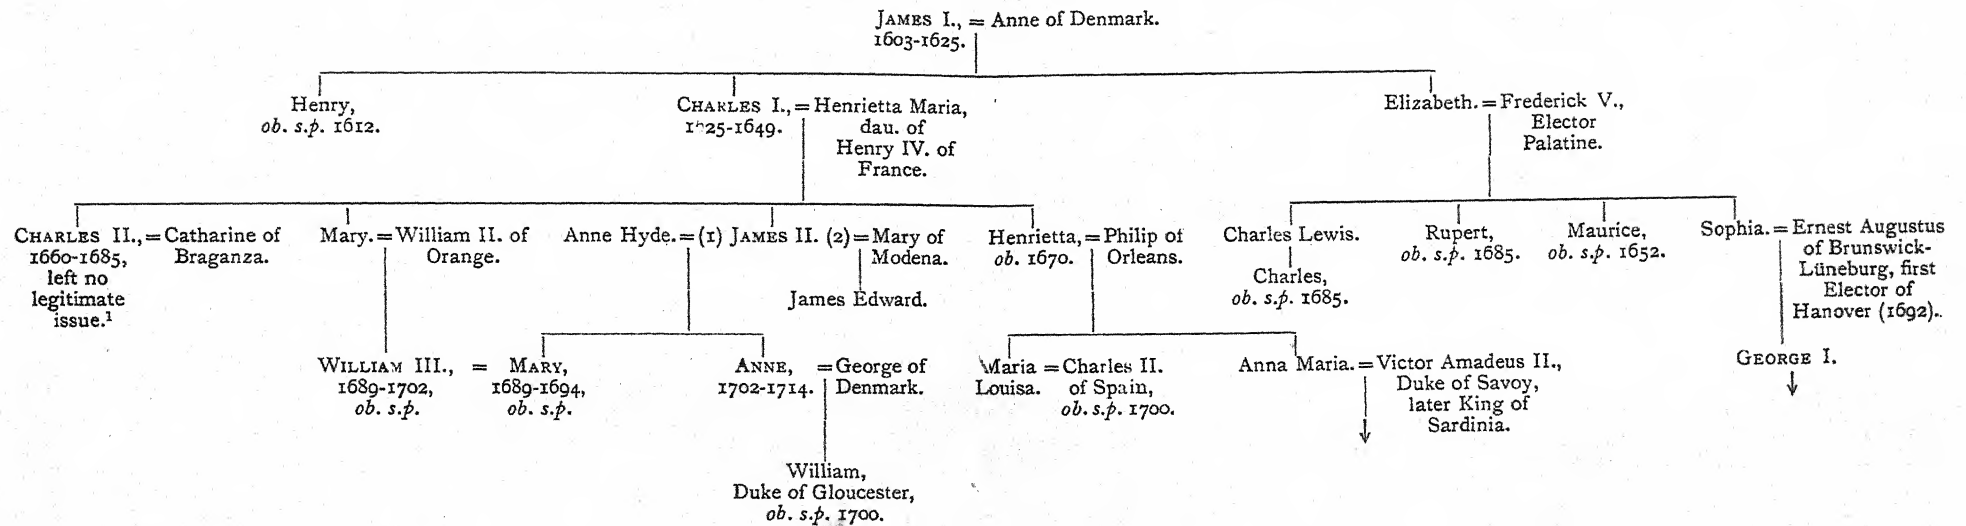 JAMES I., = Anne of Denmark.
1603-1625.
Henry,
ob. s.p. 1612.
CHARLES I., = Henrietta Maria,
1625-1649. dau. of
Henry IV. of
France.
Elizabeth. = Frederick V.,
Elector
Palatine.
CHARLES II., = Catharine of
1660-1685, Braganza.
left no
legitimate
issue.¹
Mary. = William II. of
Orange.
Anne Hyde. = (1) JAMES II. (2) = Mary of
Modena.
James Edward.
Henrietta, = Philip of
ob. 1670. Orleans.
Charles Lewis.
Charles,
ob. s.p. 1685.
Rupert,
ob. s.p. 1685.
Maurice,
ob. s.p. 1652.
Sophia. = Ernest Augustus
of Brunswick-
Lüneburg, first
Elector of
Hanover (1692).
WILLIAM III., = MARY,
1689-1702, 1689-1694,
ob. s.p. ob. s.p.
ANNE, = George of
1702-1714. Denmark.
Maria = Charles II.
Louisa. of Spain,
ob. s.p. 1700.
Anna Maria. = Victor Amadeus II.,
Duke of Savoy,
later King of
Sardinia.
GEORGE I.
William,
Duke of Gloucester,
ob. s.p. 1700.